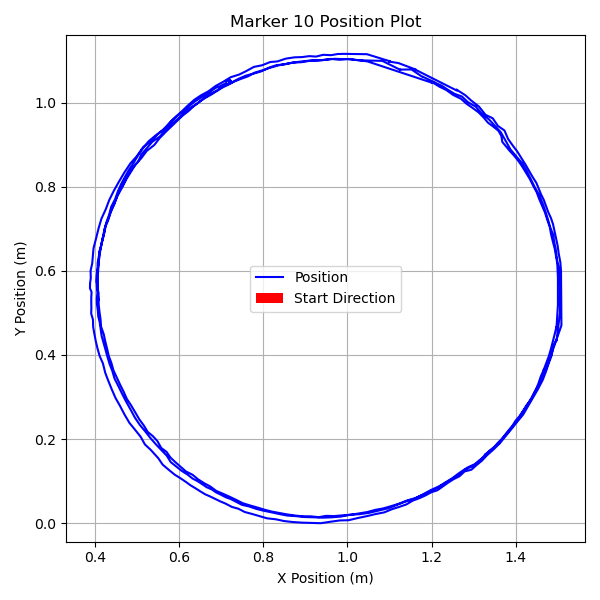 Marker 10 Position Plot
Y Position (m)
1.0
0.8
0.6
0.4
0.2
0.0
Position
Start Direction
0.4 0.6 0.8 1.0 1.2 1.4
X Position (m)